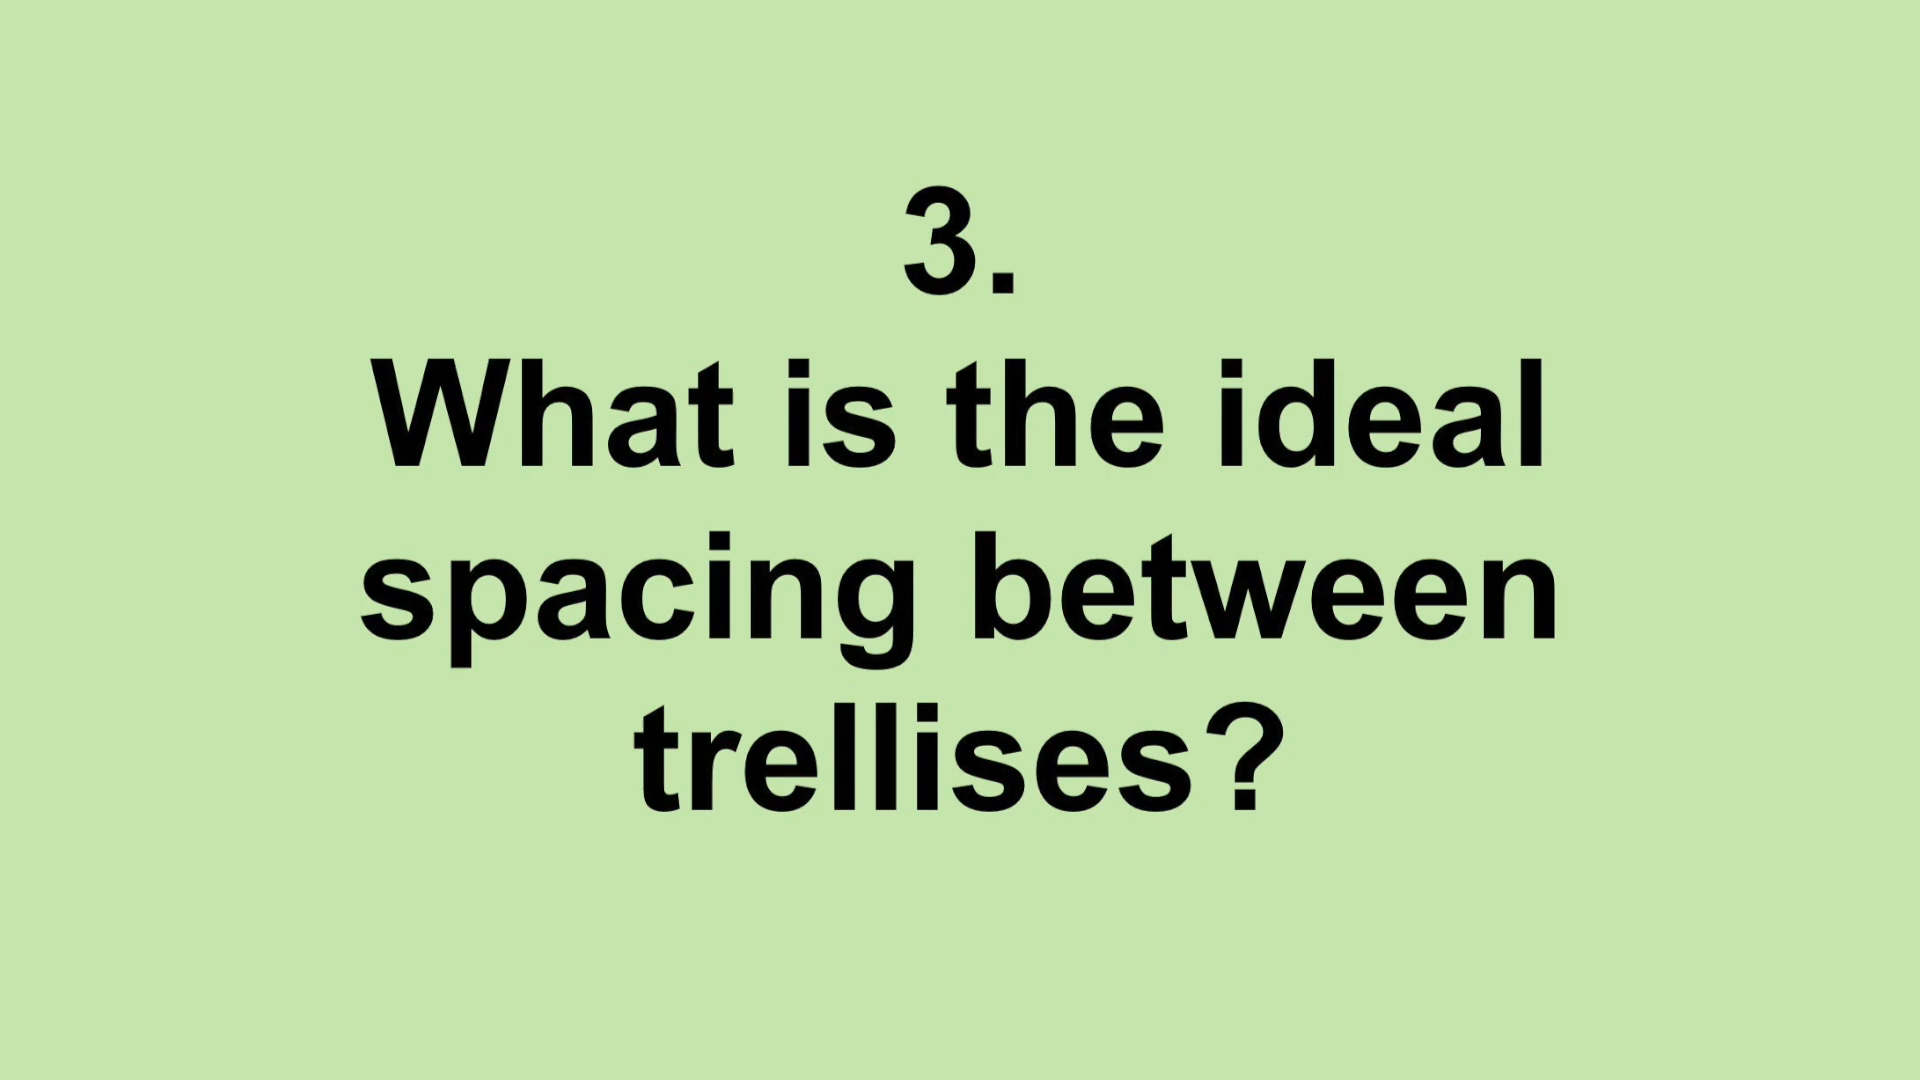 3.
What is the ideal
spacing between
trellises?